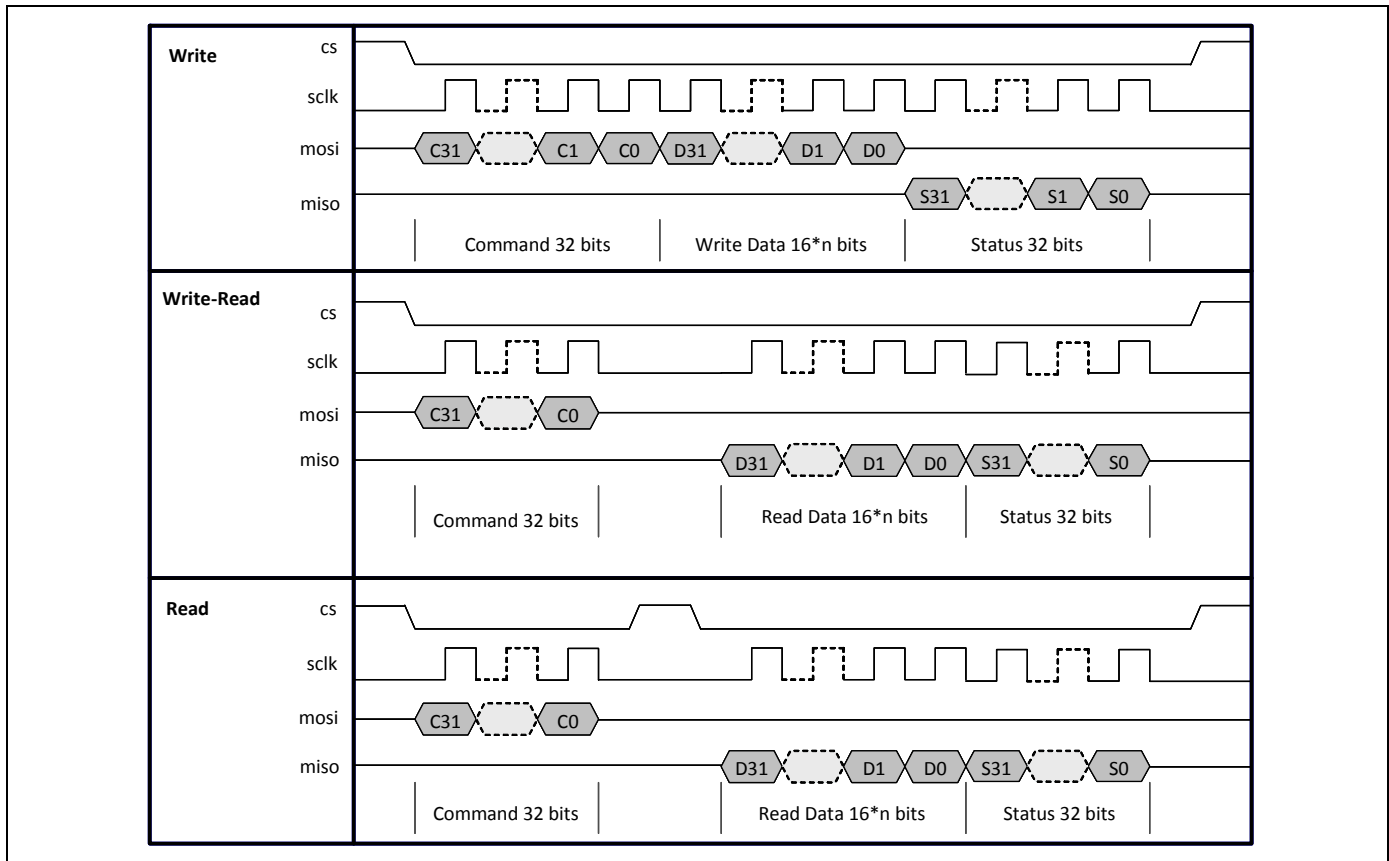 Write
cs
sclk
mosi C31 C1 C0 D31 D1 D0
miso S31 S1 S0
Command 32 bits Write Data 16*n bits Status 32 bits
Write-Read
cs
sclk
mosi C31 C0
miso D31 D1 D0 S31 S0
Command 32 bits Read Data 16*n bits Status 32 bits
Read cs
sclk
mosi C31 C0
miso D31 D1 D0 S31 S0
Command 32 bits Read Data 16*n bits Status 32 bits